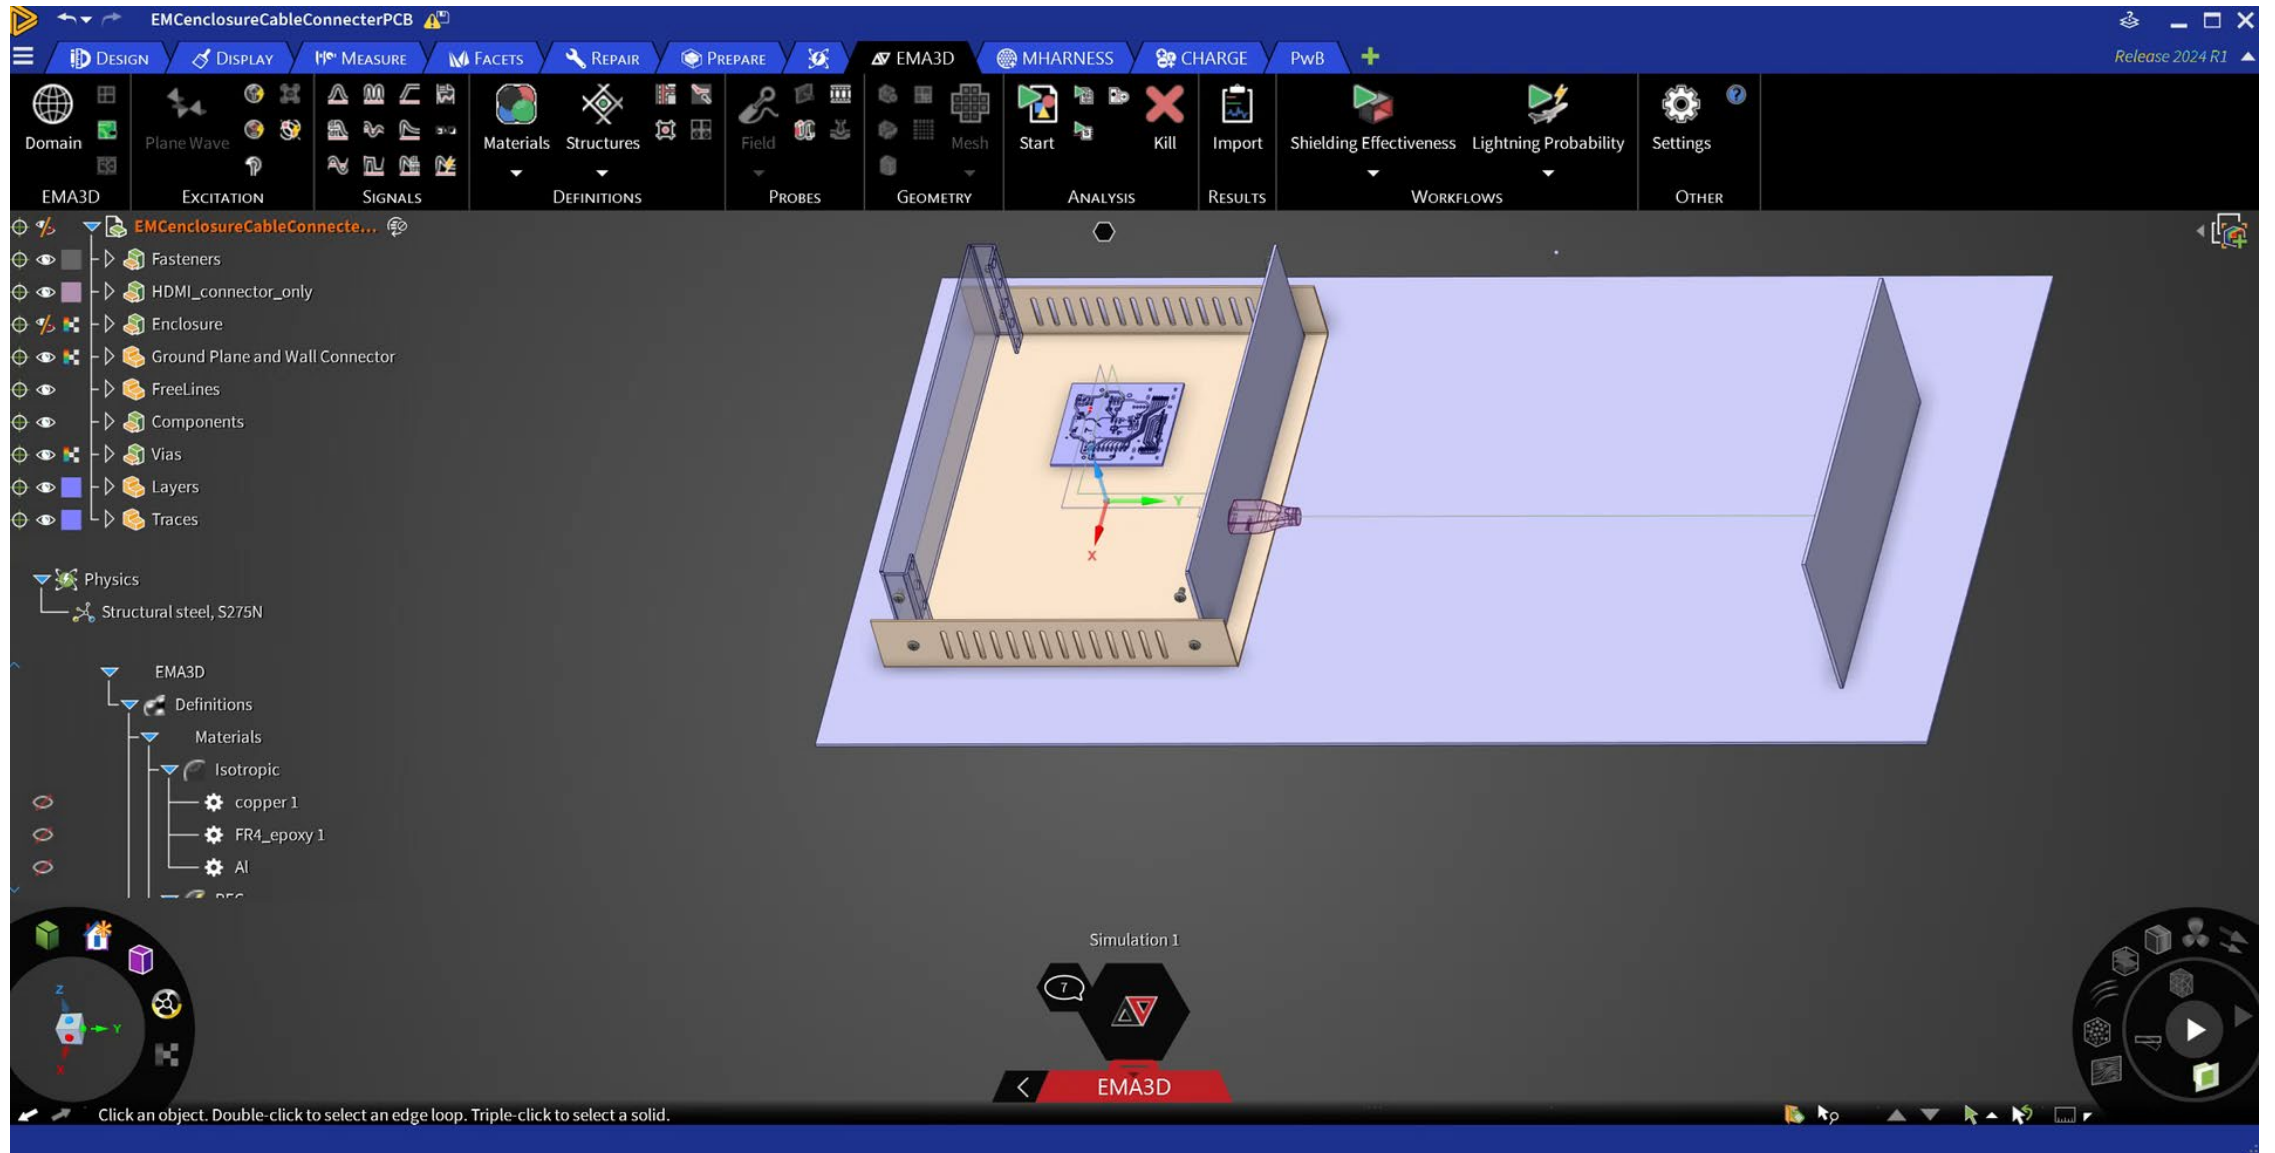 EMCenclosureCableConnecterPCB
DESIGN DISPLAY MEASURE FACETS REPAIR PREPARE EMA3D MHARNESS CHARGE PwB Release 2024 R1
Domain Plane Wave Materials Structures Field Mesh Start Kill Import Shielding Effectiveness Lightning Probability Settings
EMA3D EXCITATION SIGNALS DEFINITIONS PROBES GEOMETRY ANALYSIS RESULTS WORKFLOWS OTHER
EMCenclosureCableConnecte...
Fasteners
HDMI_connector_only
Enclosure
Ground Plane and Wall Connector
FreeLines
Components
Vias
Layers
Traces
Y
X
Physics
Structural steel, S275N
EMA3D
Definitions
Materials
Isotropic
copper 1
FR4_epoxy 1
Al
Simulation 1
7
Z
Y
X
EMA3D
Click an object. Double-click to select an edge loop. Triple-click to select a solid.